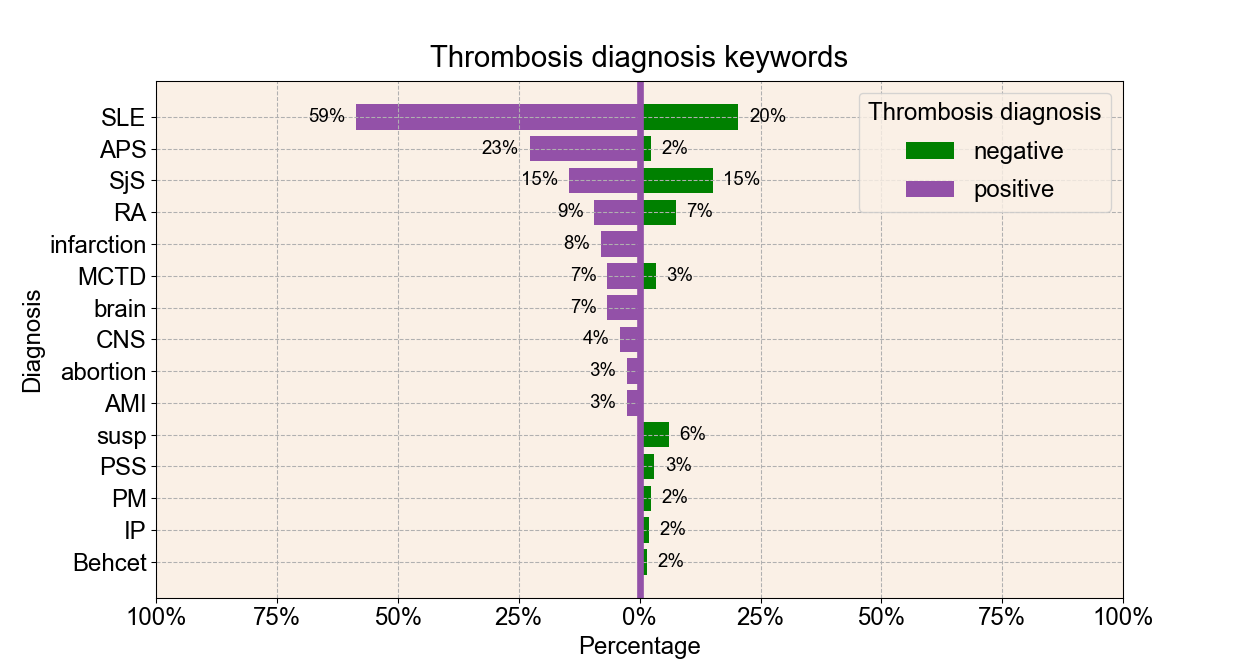 Thrombosis diagnosis keywords
SLE 59% 20%
APS 23% 2%
SjS 15% 15%
RA 9% 7%
infarction 8%
MCTD 7% 3%
brain 7%
CNS 4%
abortion 3%
AMI 3%
susp 6%
PSS 3%
PM 2%
IP 2%
Behcet 2%
Thrombosis diagnosis
negative
positive
Diagnosis
100% 75% 50% 25% 0% 25% 50% 75% 100%
Percentage